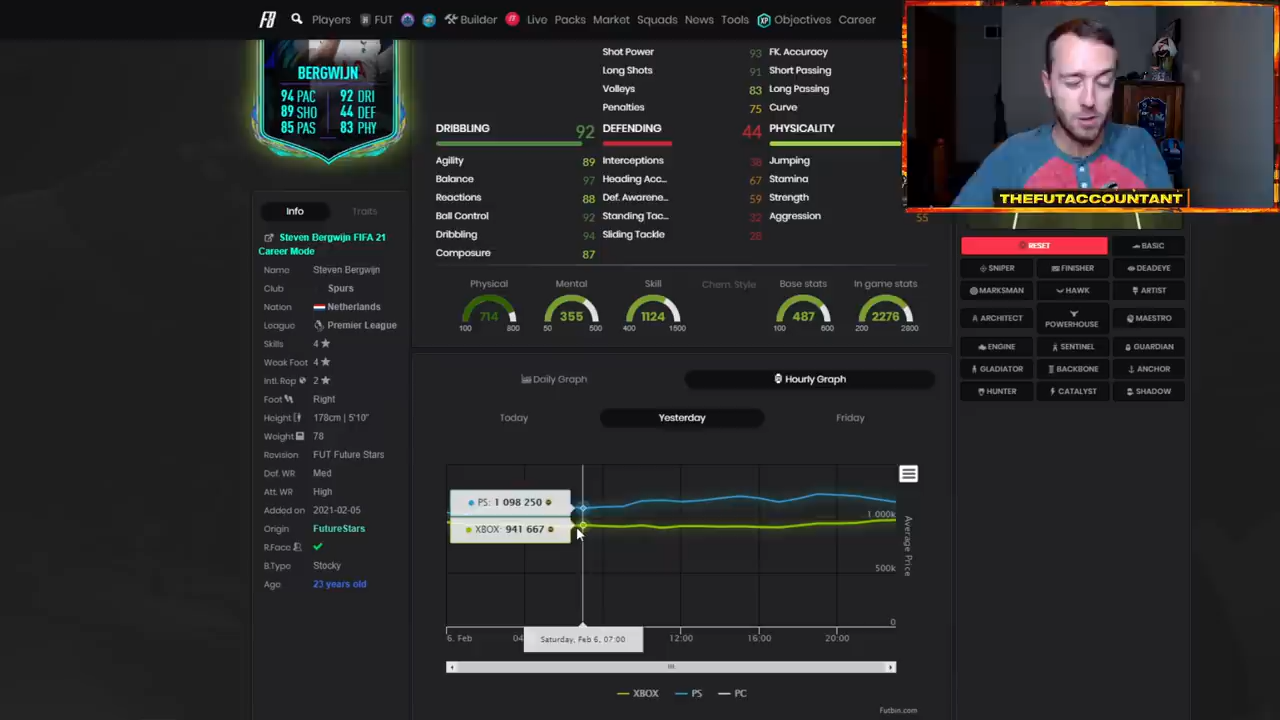 FB Players FUT Builder Live Packs Market Squads News Tools XP Objectives Career
BERGWIJN
94 PAC 92 DRI
89 SHO 44 DEF
85 PAS 83 PHY
Shot Power 93 FK. Accuracy
Long Shots 91 Short Passing
Volleys 83 Long Passing
Penalties 75 Curve
DRIBBLING 92 DEFENDING 44 PHYSICALITY
Agility 89 Interceptions 38 Jumping
Balance 97 Heading Acc... 67 Stamina
Reactions 88 Def. Awarene... 59 Strength
Ball Control 92 Standing Tac... 32 Aggression 55
Dribbling 94 Sliding Tackle 28
Composure 87
Physical Mental Skill Chem. Style Base stats In game stats
714 355 1124 487 2276
100 800 50 500 400 1500 100 600 200 2800
Info Traits
Steven Bergwijn FIFA 21
Career Mode
Name Steven Bergwijn
Club Spurs
Nation Netherlands
League Premier League
Skills 4
Weak Foot 4
Intl. Rep 2
Foot Right
Height 178cm | 5'10"
Weight 78
Revision FUT Future Stars
Def. WR Med
Att. WR High
Added on 2021-02-05
Origin FutureStars
R.Face
B.Type Stocky
Age: 23 years old
Daily Graph Hourly Graph
Today Yesterday Friday
PS: 1 098 250
XBOX: 941 667
1 000k
500k
0
Average Price
6. Feb 04 12:00 16:00 20:00
Saturday, Feb 6, 07:00
XBOX PS PC
Futbin.com
THEFUTACCOUNTANT
RESET BASIC
SNIPER FINISHER DEADEYE
MARKSMAN HAWK ARTIST
ARCHITECT POWERHOUSE MAESTRO
ENGINE SENTINEL GUARDIAN
GLADIATOR BACKBONE ANCHOR
HUNTER CATALYST SHADOW